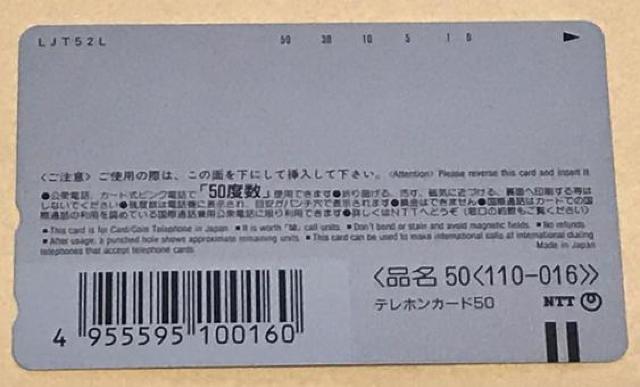 LJT52L 50 30 10 5 1 0
〈ご注意〉ご使用の際は、この面を下にして挿入して下さい。〈Attention〉Please reverse this card and insert it
●公衆電話、カード式ピンク電話で「50度数」使用できます●折り曲げる、汚す、磁気に近づける、裏面へ印刷する等は
しないでください●残度数は電話機に表示され、目安がパンチ穴で表示されます●換金はできません●国際通話はカードでの国
際通話の利用を認めている国際通話兼用公衆電話に限り利用できます●詳しくはNTTへどうぞ(窓口の約款もご覧ください)
■This card is for Card/Coin Telephone in Japan ■It is worth "50" call units. ■Don't bend or stain and avoid magnetic fields. ■No refunds.
■After usage, a punched hole shows approximate remaining units. ■This card can be used to make international calls at international dialing
telephones that accept telephone cards. Made in Japan
〈品名 50〈110-016〉〉
テレホンカード50 NTT
4 955595 100160